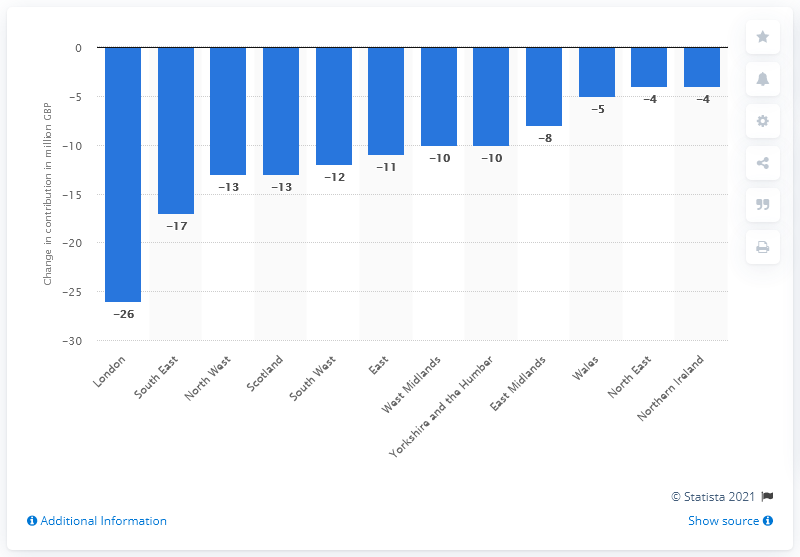 Change in contribution in million GBP
0
−5
−10
−15
−20
−25
−30
−26
−17
−13
−13
−12
−11
−10
−10
−8
−5
−4
−4
London
South East
North West
Scotland
South West
East
West Midlands
Yorkshire and the Humber
East Midlands
Wales
North East
Northern Ireland
© Statista 2021
Additional Information
Show source